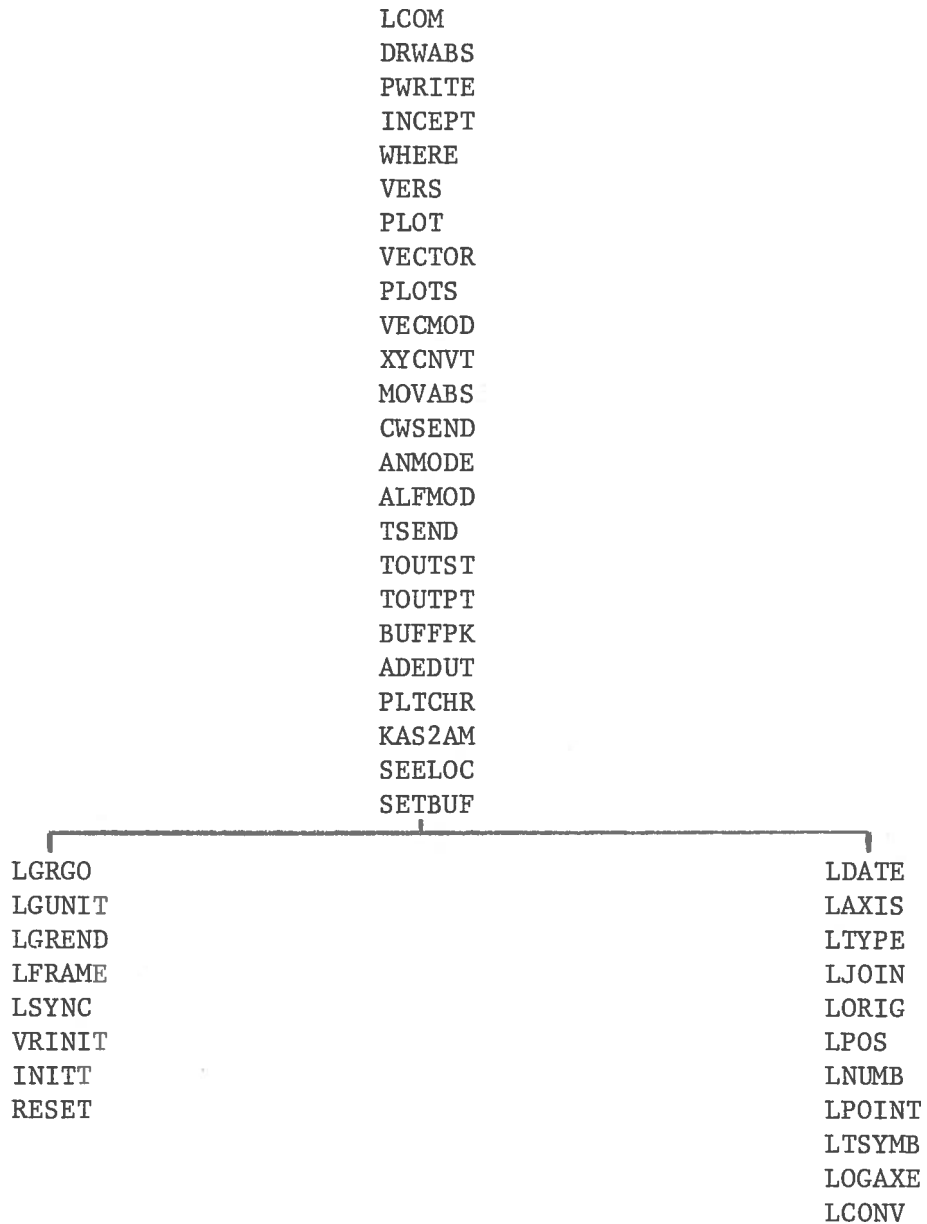 LCOM
DRWABS
PWRITE
INCEPT
WHERE
VERS
PLOT
VECTOR
PLOTS
VECMOD
XYCNVT
MOVABS
CWSEND
ANMODE
ALFMOD
TSEND
TOUTST
TOUTPT
BUFFPK
ADEDUT
PLTCHR
KAS2AM
SEELOC
SETBUF
LGRGO
LGUNIT
LGREND
LFRAME
LSYNC
VRINIT
INITT
RESET
LDATE
LAXIS
LTYPE
LJOIN
LORIG
LPOS
LNUMB
LPOINT
LTSYMB
LOGAXE
LCONV